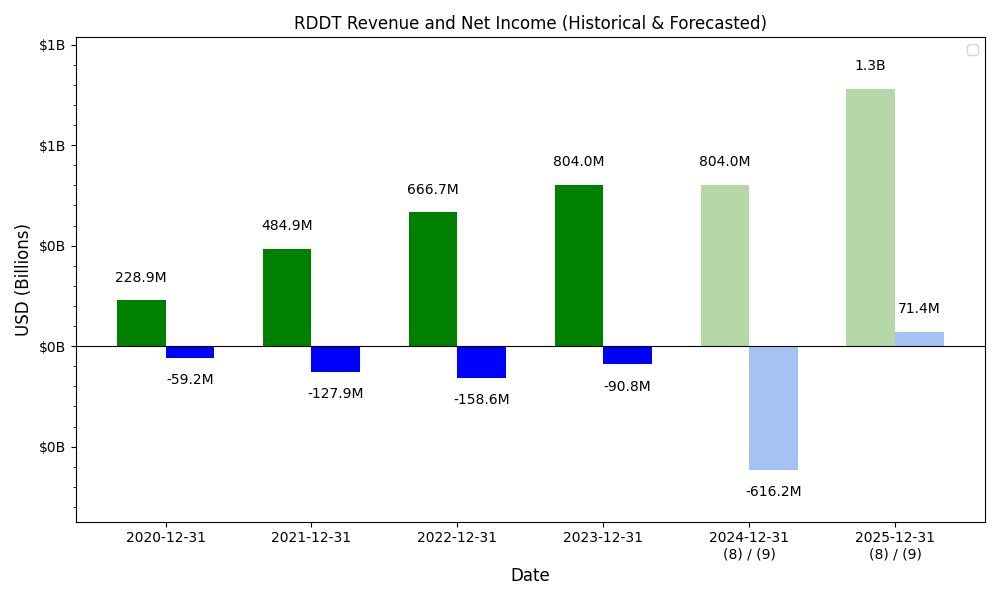 RDDT Revenue and Net Income (Historical & Forecasted)
$1B
$1B
$0B
$0B
$0B
USD (Billions)
228.9M
-59.2M
484.9M
-127.9M
666.7M
-158.6M
804.0M
-90.8M
804.0M
-616.2M
1.3B
71.4M
2020-12-31
2021-12-31
2022-12-31
2023-12-31
2024-12-31
(8) / (9)
2025-12-31
(8) / (9)
Date